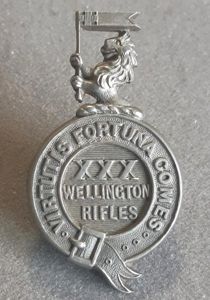 VIRTUTIS FORTUNA COMES
XXX
WELLINGTON
RIFLES